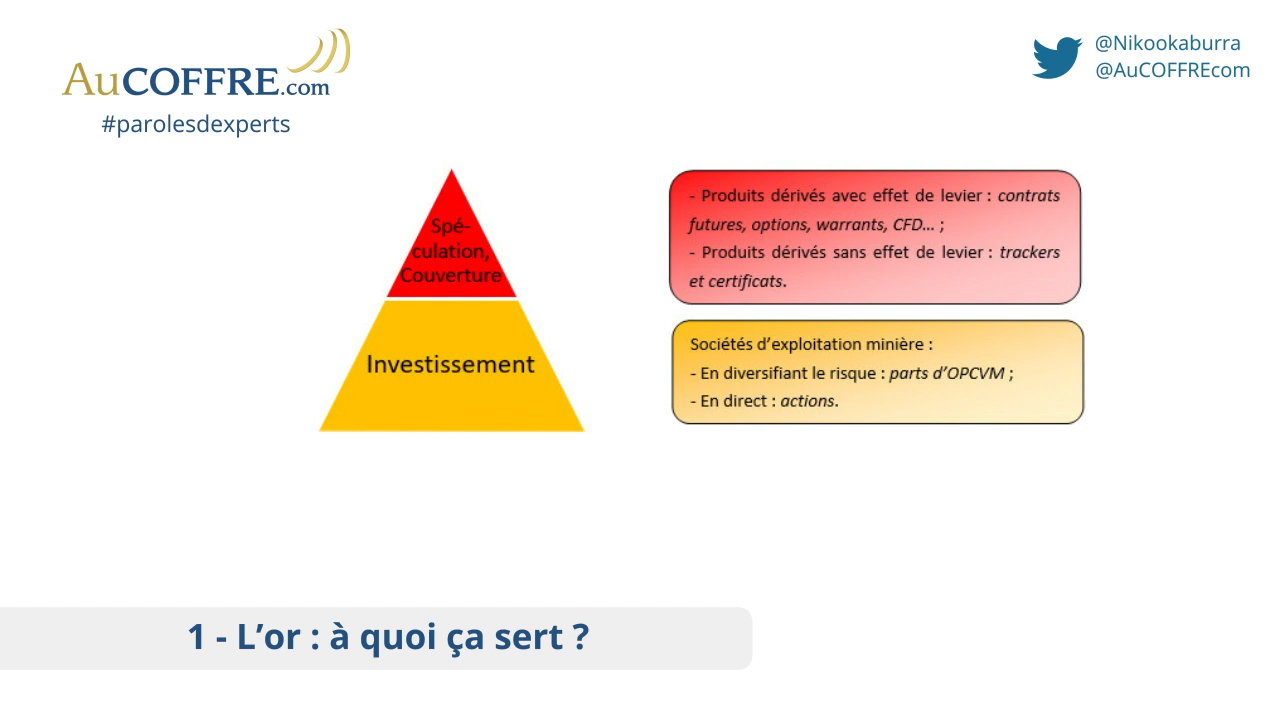 AuCOFFRE.com
#parolesdexperts
@Nikookaburra
@AuCOFFREcom
Spé-
culation,
Couverture
- Produits dérivés avec effet de levier : contrats
futures, options, warrants, CFD... ;
- Produits dérivés sans effet de levier : trackers
et certificats.
Investissement
Sociétés d’exploitation minière :
- En diversifiant le risque : parts d’OPCVM ;
- En direct : actions.
1 - L’or : à quoi ça sert ?